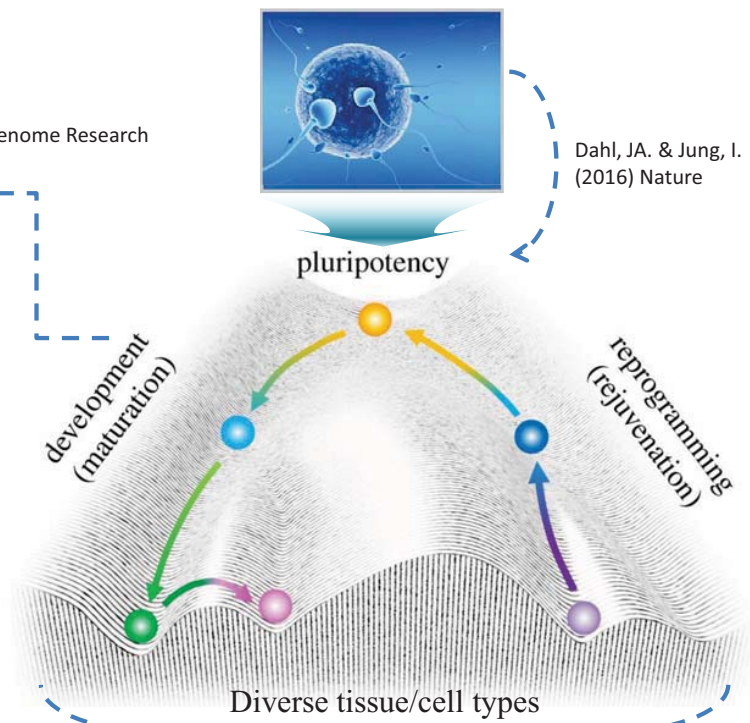 enome Research
Dahl, JA. & Jung, I.
(2016) Nature
pluripotency
development
(maturation)
reprogramming
(rejuvenation)
Diverse tissue/cell types